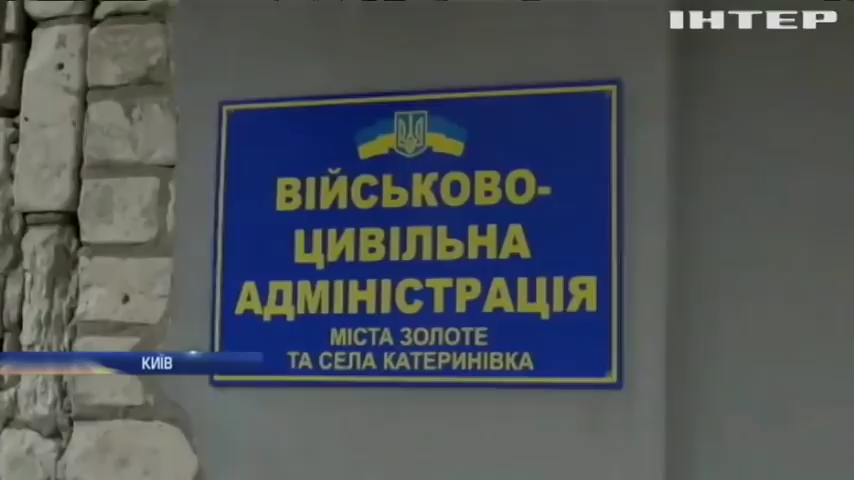 ІНТЕР
ВІЙСЬКОВО-
ЦИВІЛЬНА
АДМІНІСТРАЦІЯ
МІСТА ЗОЛОТЕ
ТА СЕЛА КАТЕРИНІВКА
КИЇВ